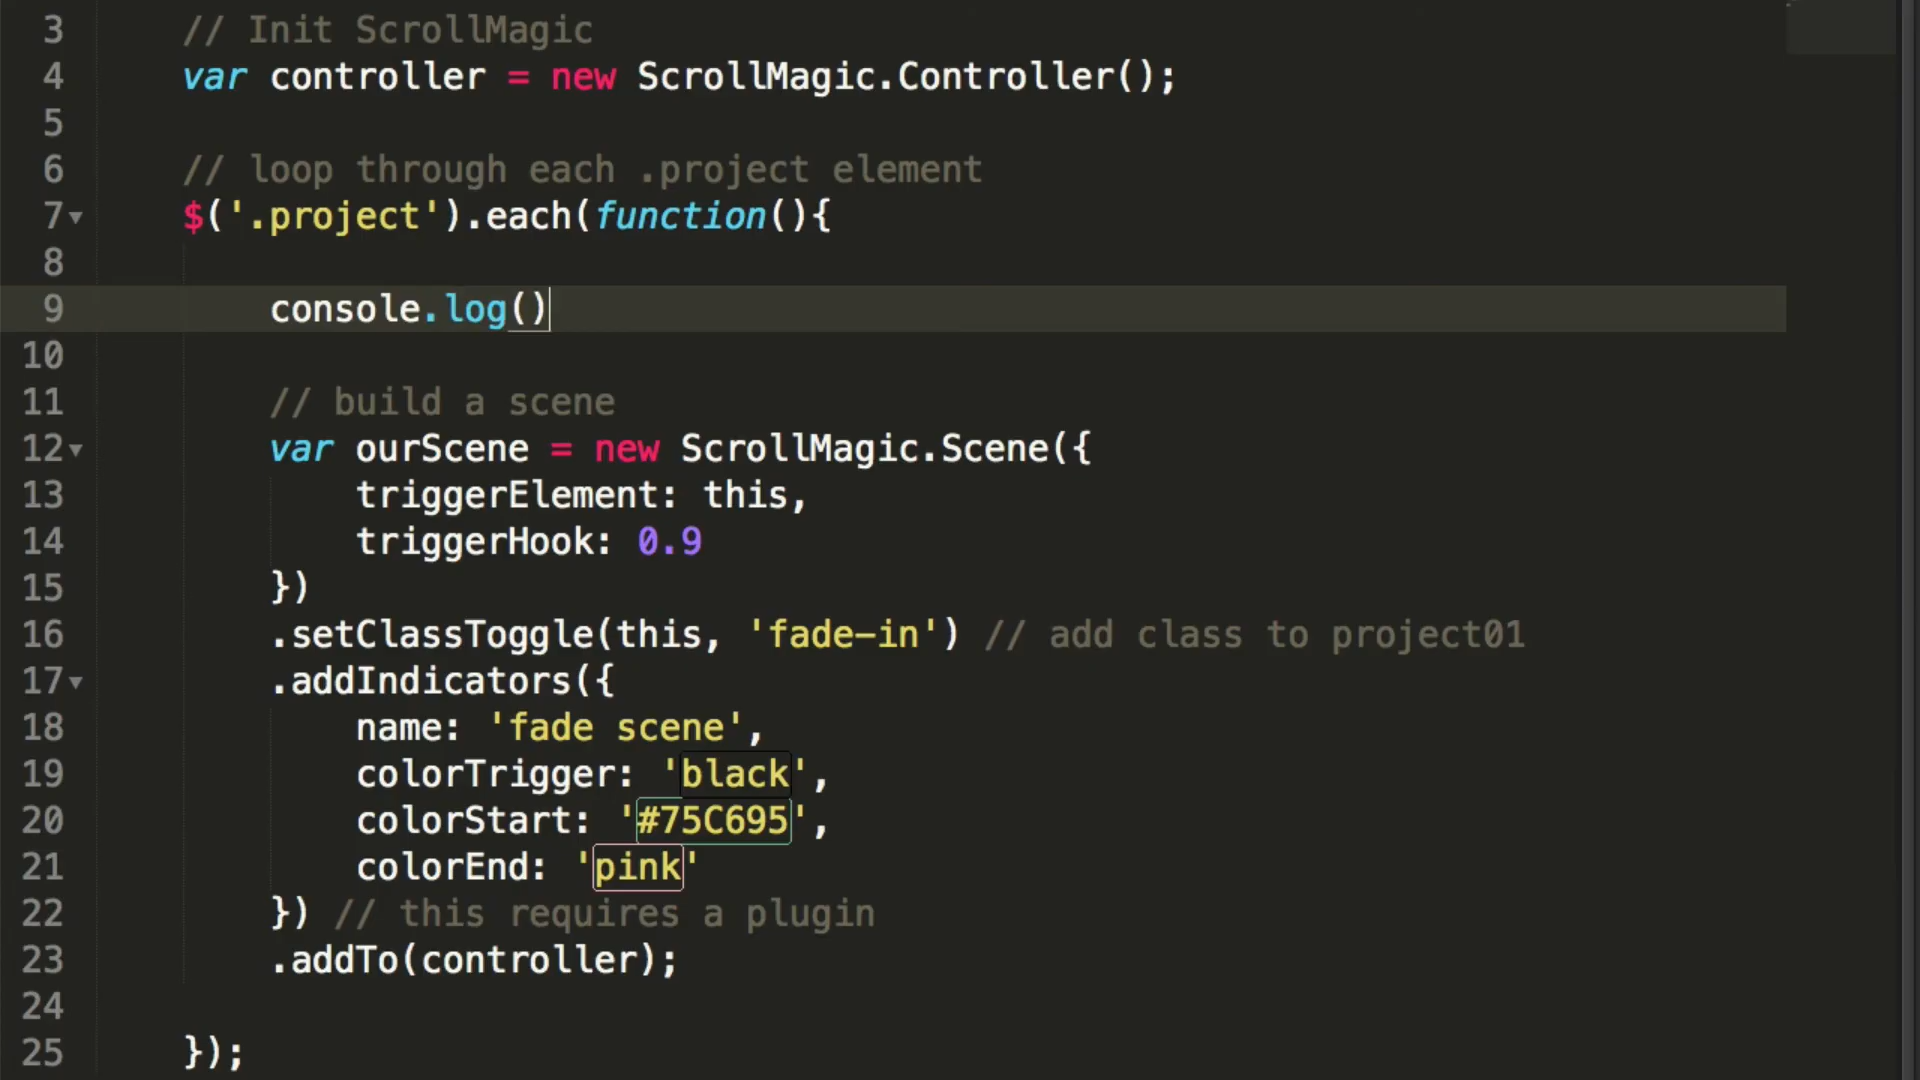 3 // Init ScrollMagic
4 var controller = new ScrollMagic.Controller();
5
6 // loop through each .project element
7 $('.project').each(function(){
8
9 console.log()
10
11 // build a scene
12 var ourScene = new ScrollMagic.Scene({
13 triggerElement: this,
14 triggerHook: 0.9
15 })
16 .setClassToggle(this, 'fade-in') // add class to project01
17 .addIndicators({
18 name: 'fade scene',
19 colorTrigger: 'black',
20 colorStart: '#75C695',
21 colorEnd: 'pink'
22 }) // this requires a plugin
23 .addTo(controller);
24
25 });